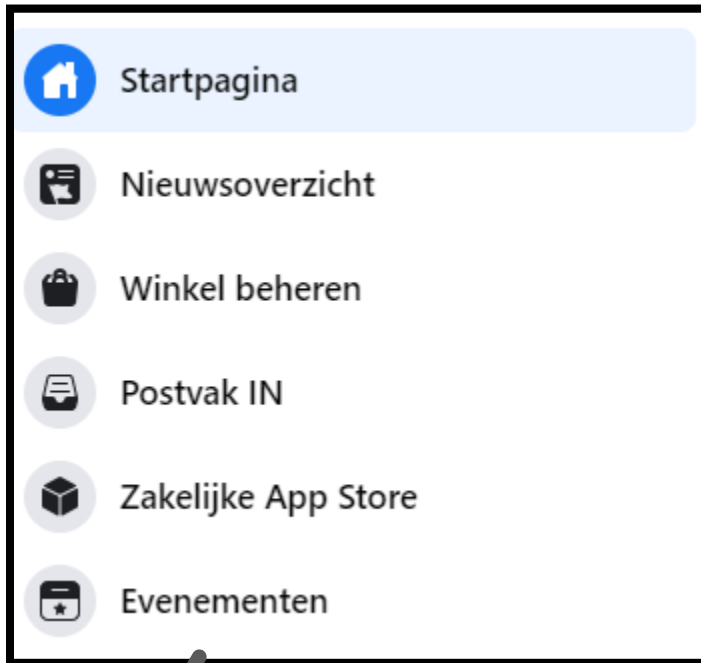 Startpagina
Nieuwsoverzicht
Winkel beheren
Postvak IN
Zakelijke App Store
Evenementen